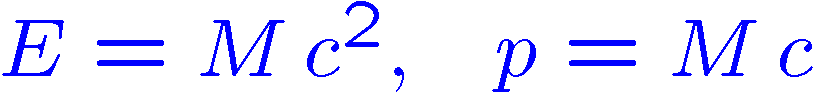 E = M c², p = M c